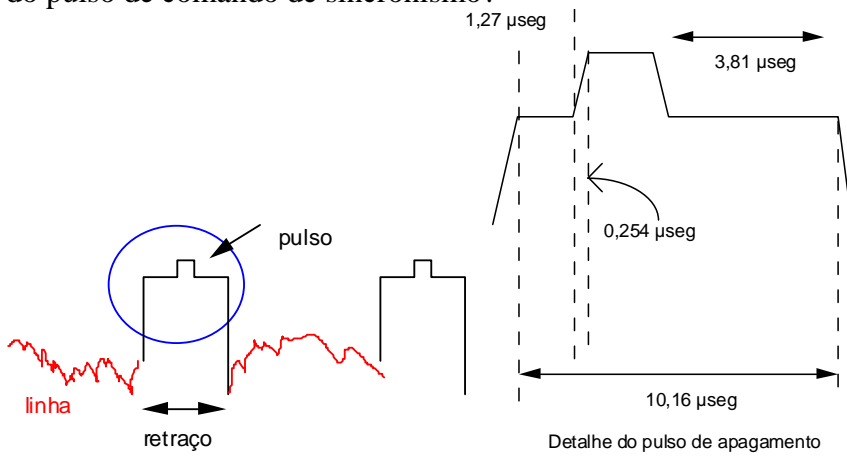 do pulso de comando de sincronismo?
1,27 µseg
3,81 µseg
0,254 µseg
pulso
linha
retraço
10,16 µseg
Detalhe do pulso de apagamento